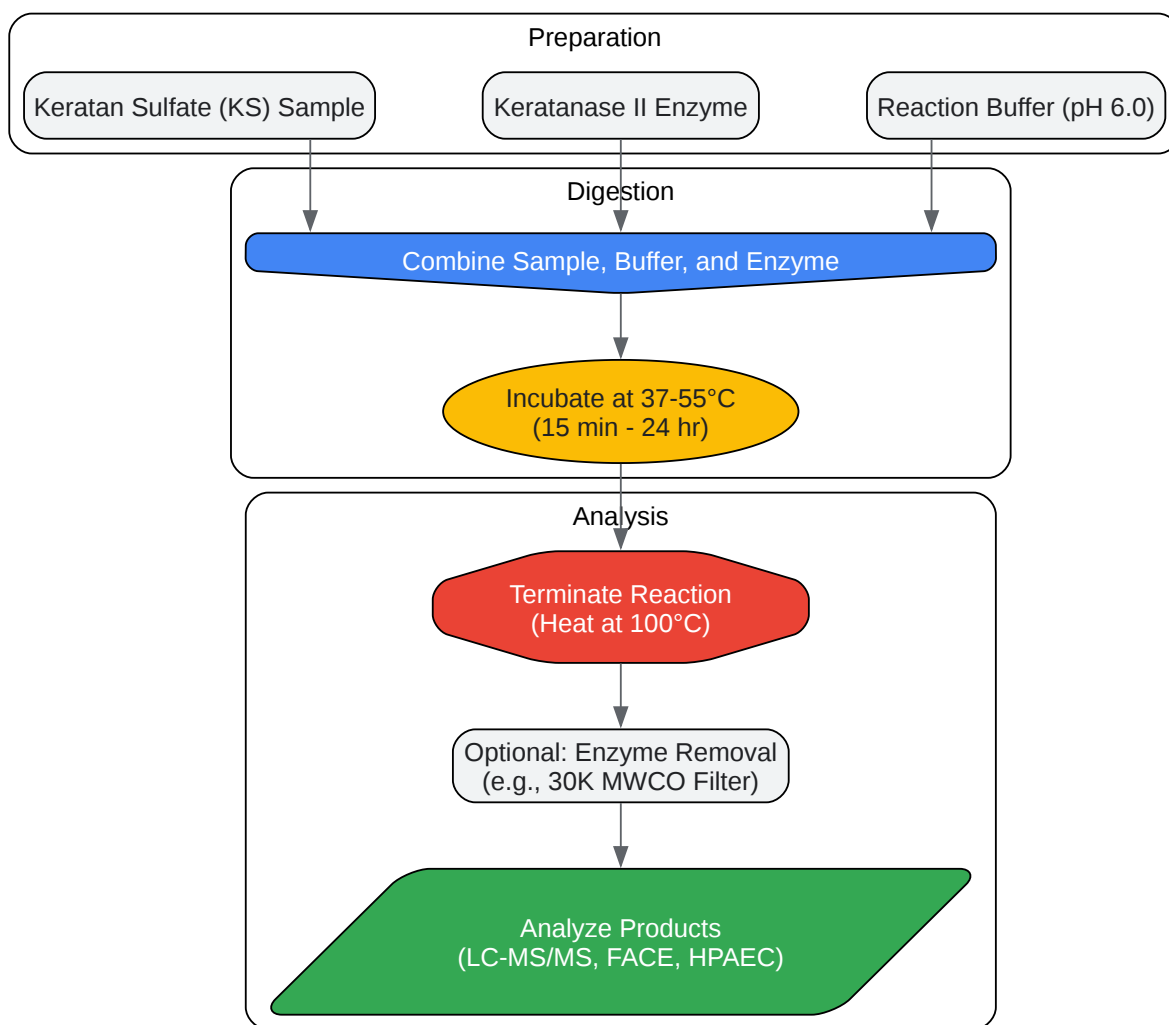 Preparation
Keratan Sulfate (KS) Sample
Keratanase II Enzyme
Reaction Buffer (pH 6.0)
Digestion
Combine Sample, Buffer, and Enzyme
Incubate at 37-55°C
(15 min - 24 hr)
Analysis
Terminate Reaction
(Heat at 100°C)
Optional: Enzyme Removal
(e.g., 30K MWCO Filter)
Analyze Products
(LC-MS/MS, FACE, HPAEC)